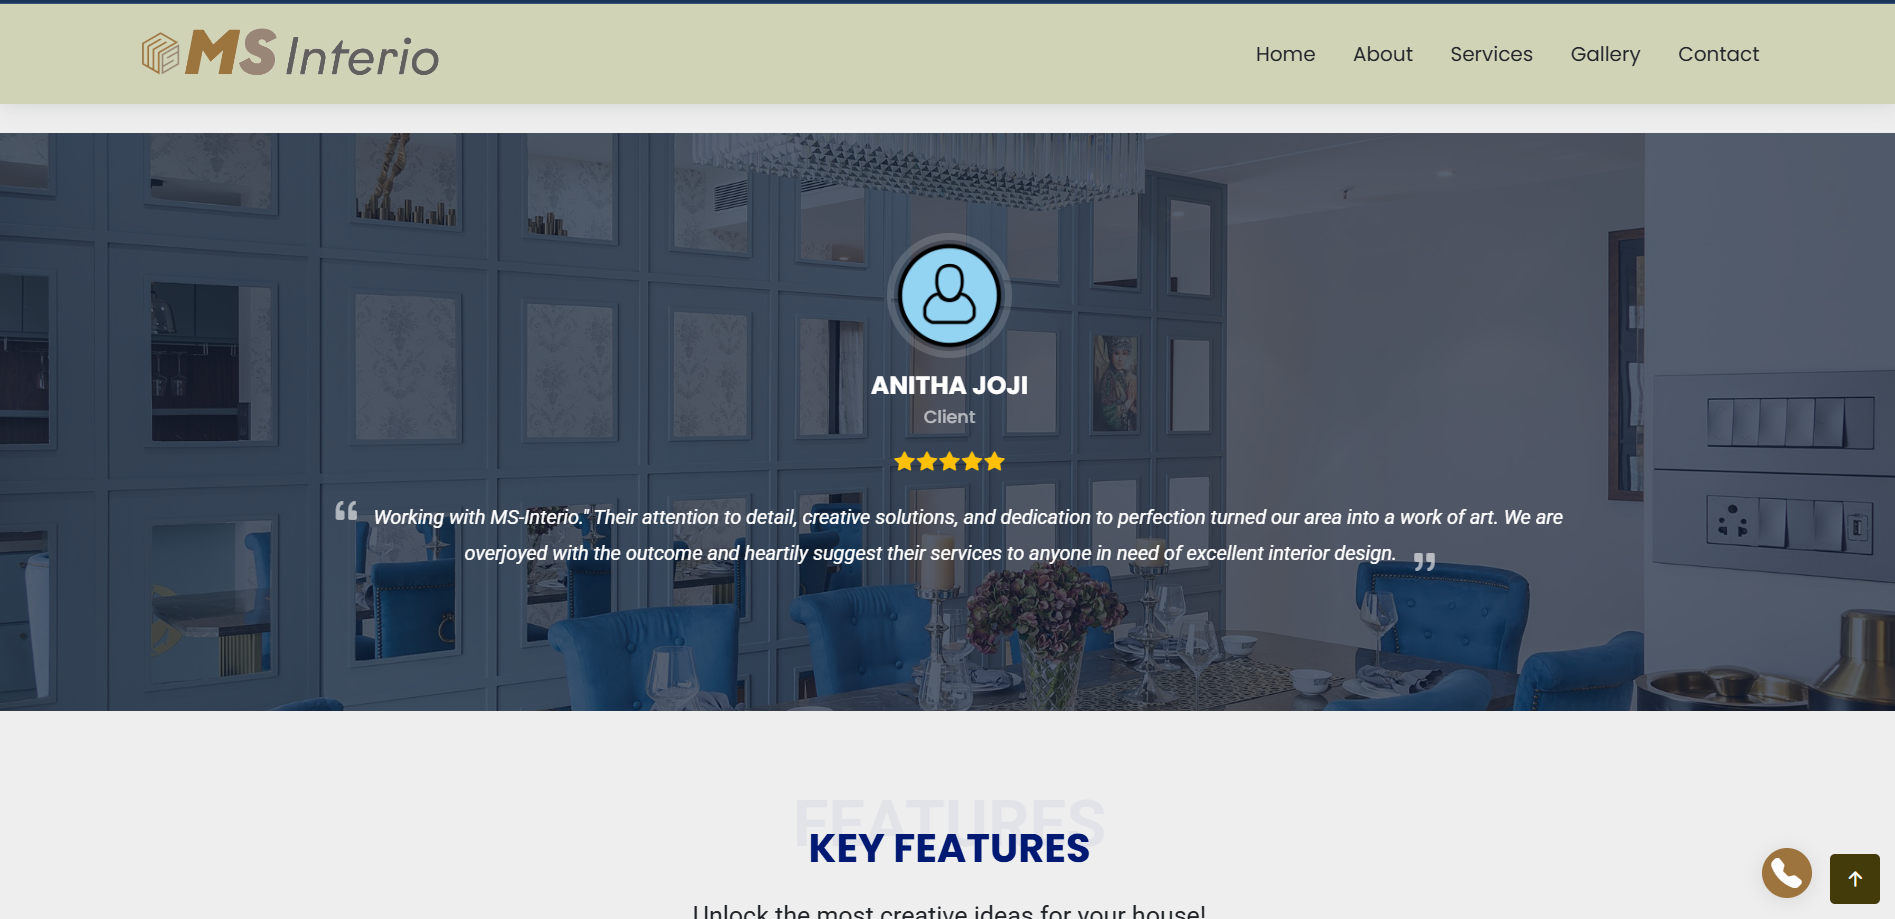 MS Interio
Home About Services Gallery Contact
ANITHA JOJI
Client
“ Working with MS-Interio." Their attention to detail, creative solutions, and dedication to perfection turned our area into a work of art. We are
overjoyed with the outcome and heartily suggest their services to anyone in need of excellent interior design. ”
FEATURES
KEY FEATURES
Unlock the most creative ideas for your house!